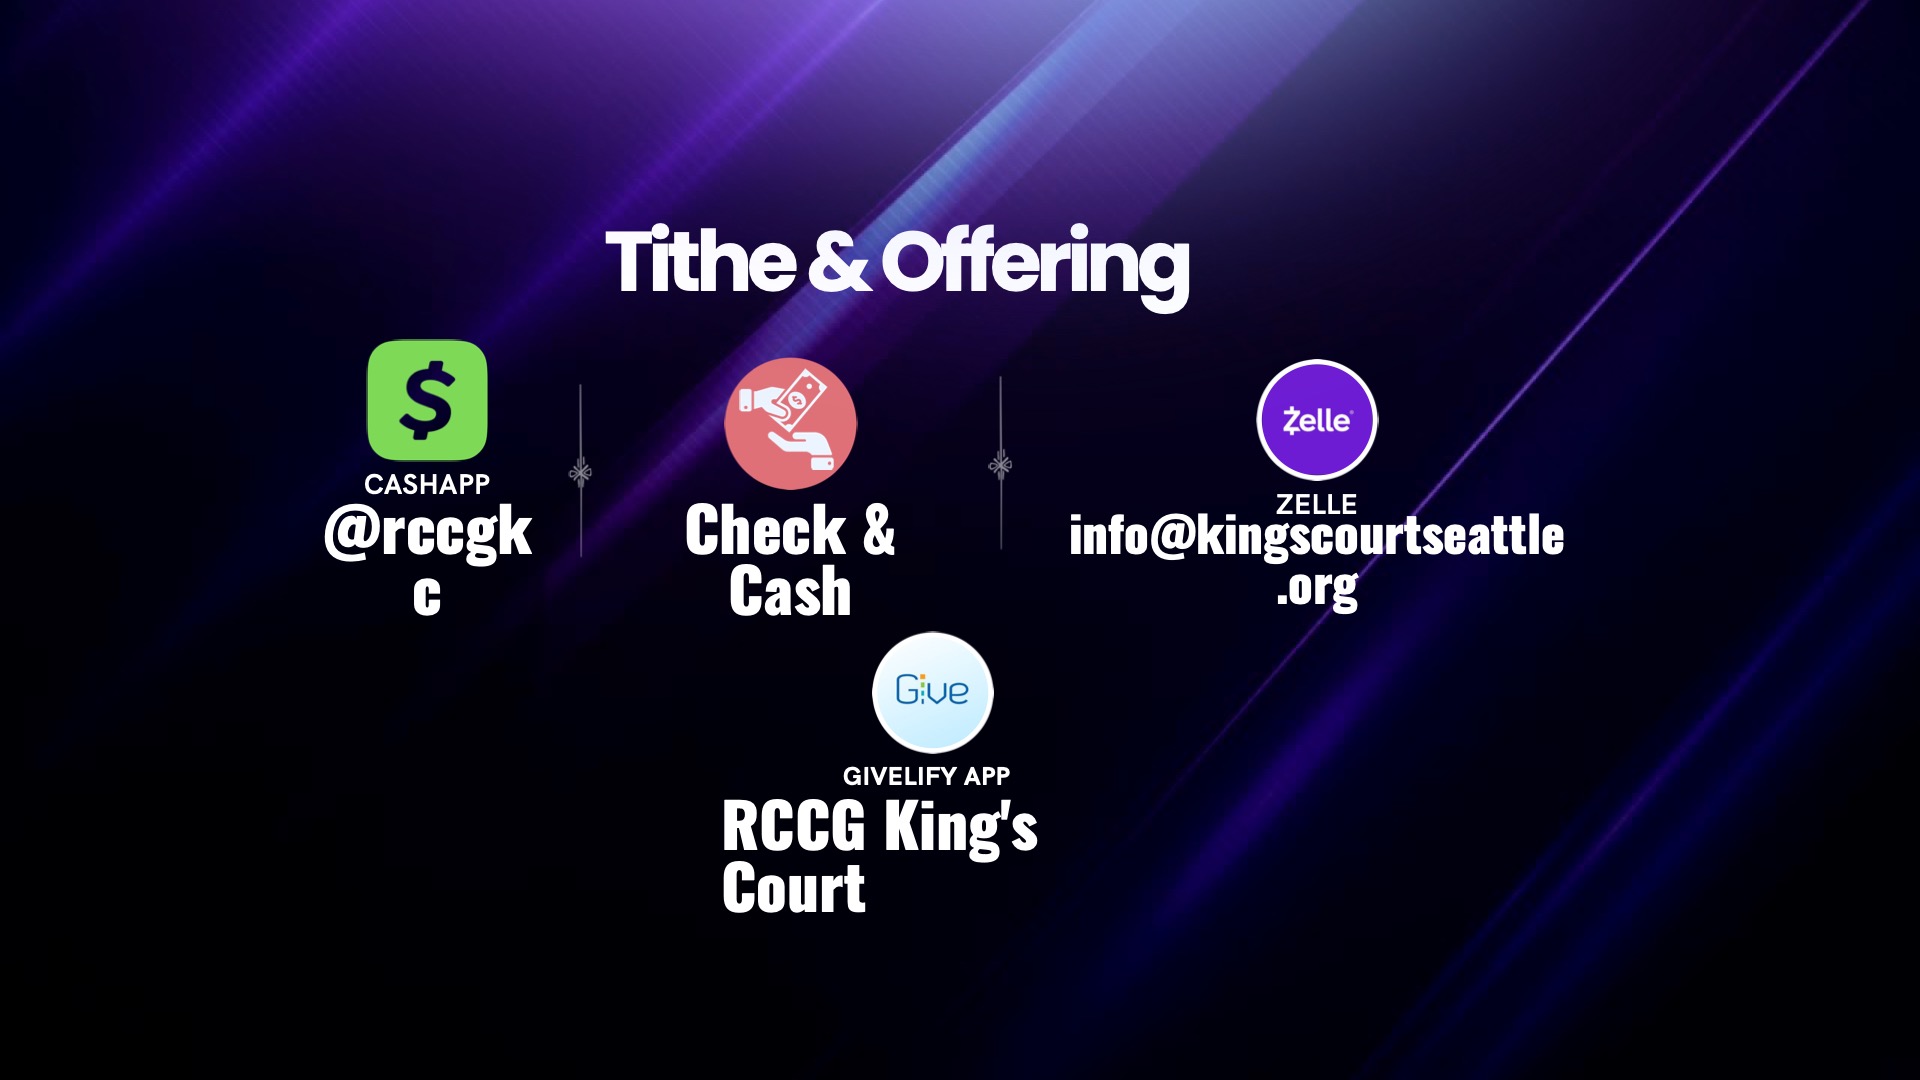 Tithe & Offering
CASHAPP
@rccgk
c
$
Check &
Cash
$
Zelle
ZELLE
info@kingscourtseattle
.org
Give
GIVELIFY APP
RCCG King's
Court